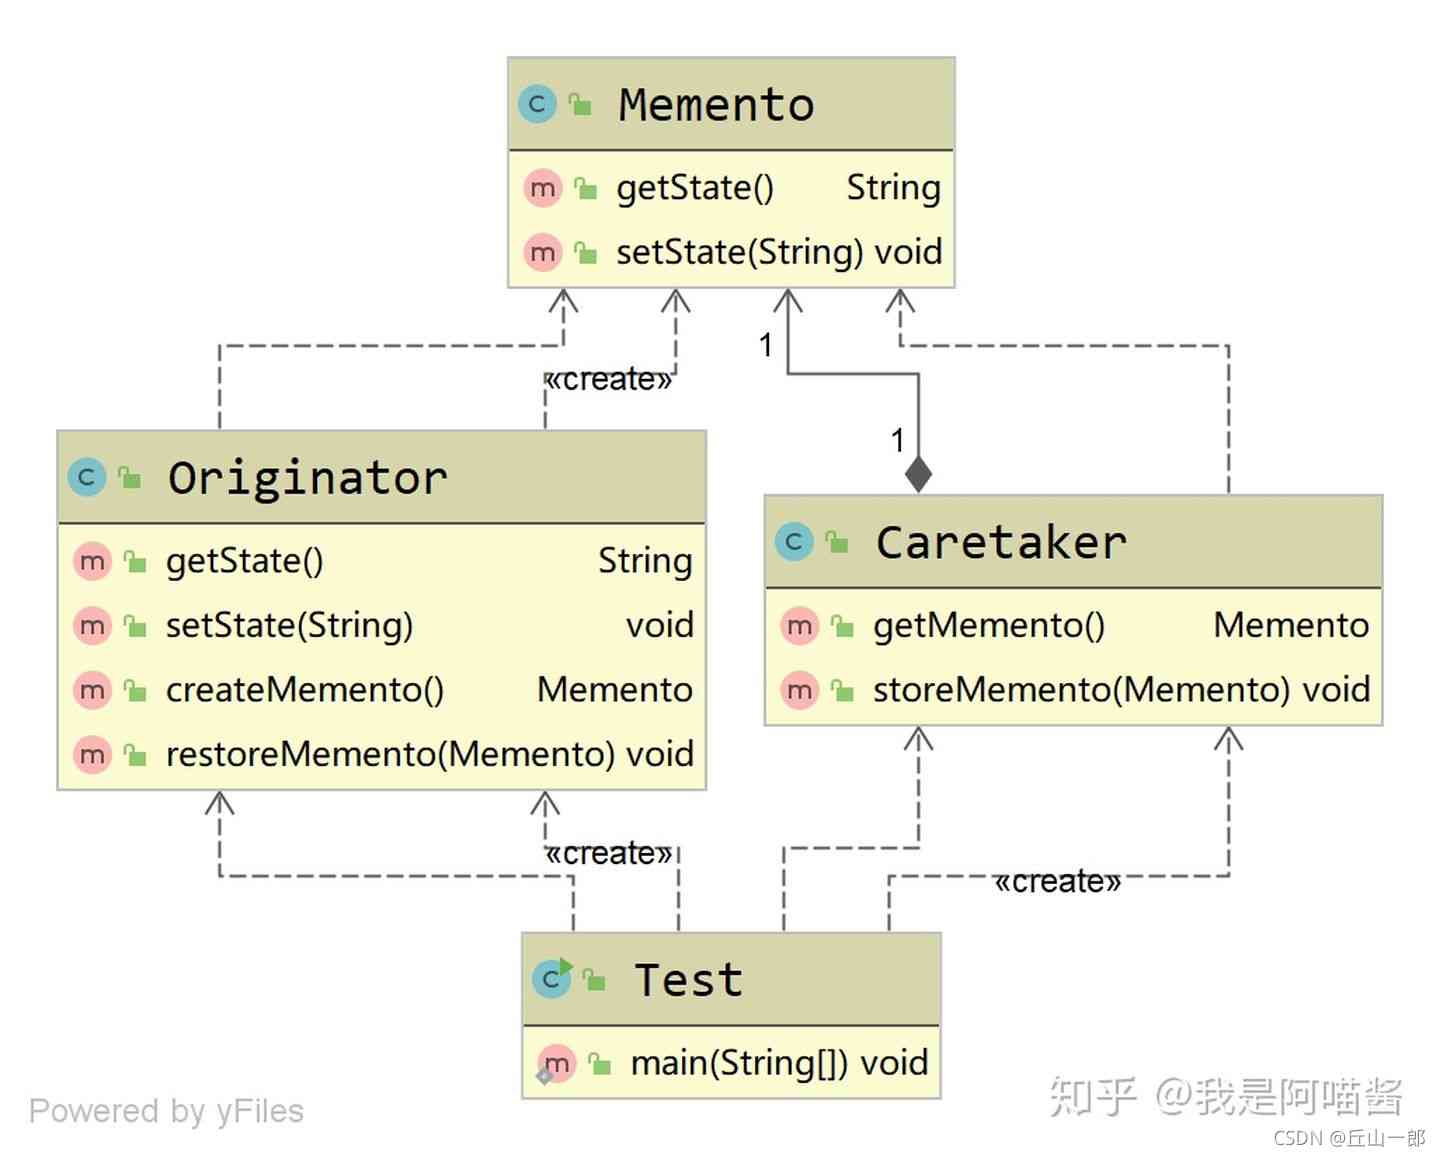 C Memento
m getState() String
m setState(String) void
1
«create»
1
C Originator
m getState() String
m setState(String) void
m createMemento() Memento
m restoreMemento(Memento) void
C Caretaker
m getMemento() Memento
m storeMemento(Memento) void
«create»
«create»
C Test
m main(String[]) void
Powered by yFiles
知乎 @我是阿喵酱
CSDN @丘山一郎